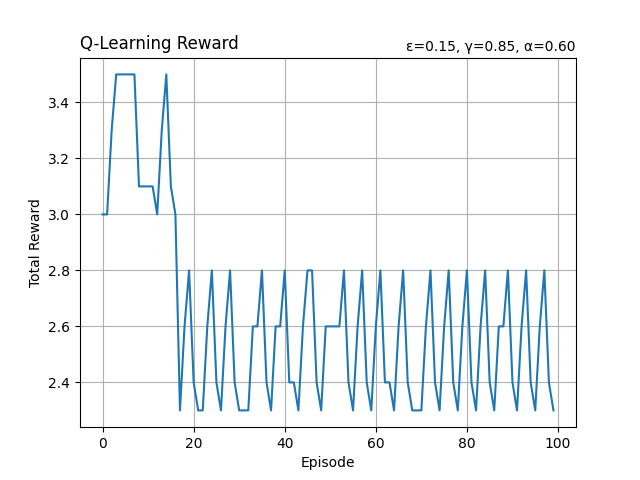 Q-Learning Reward
ε=0.15, γ=0.85, α=0.60
Total Reward
3.4
3.2
3.0
2.8
2.6
2.4
0 20 40 60 80 100
Episode